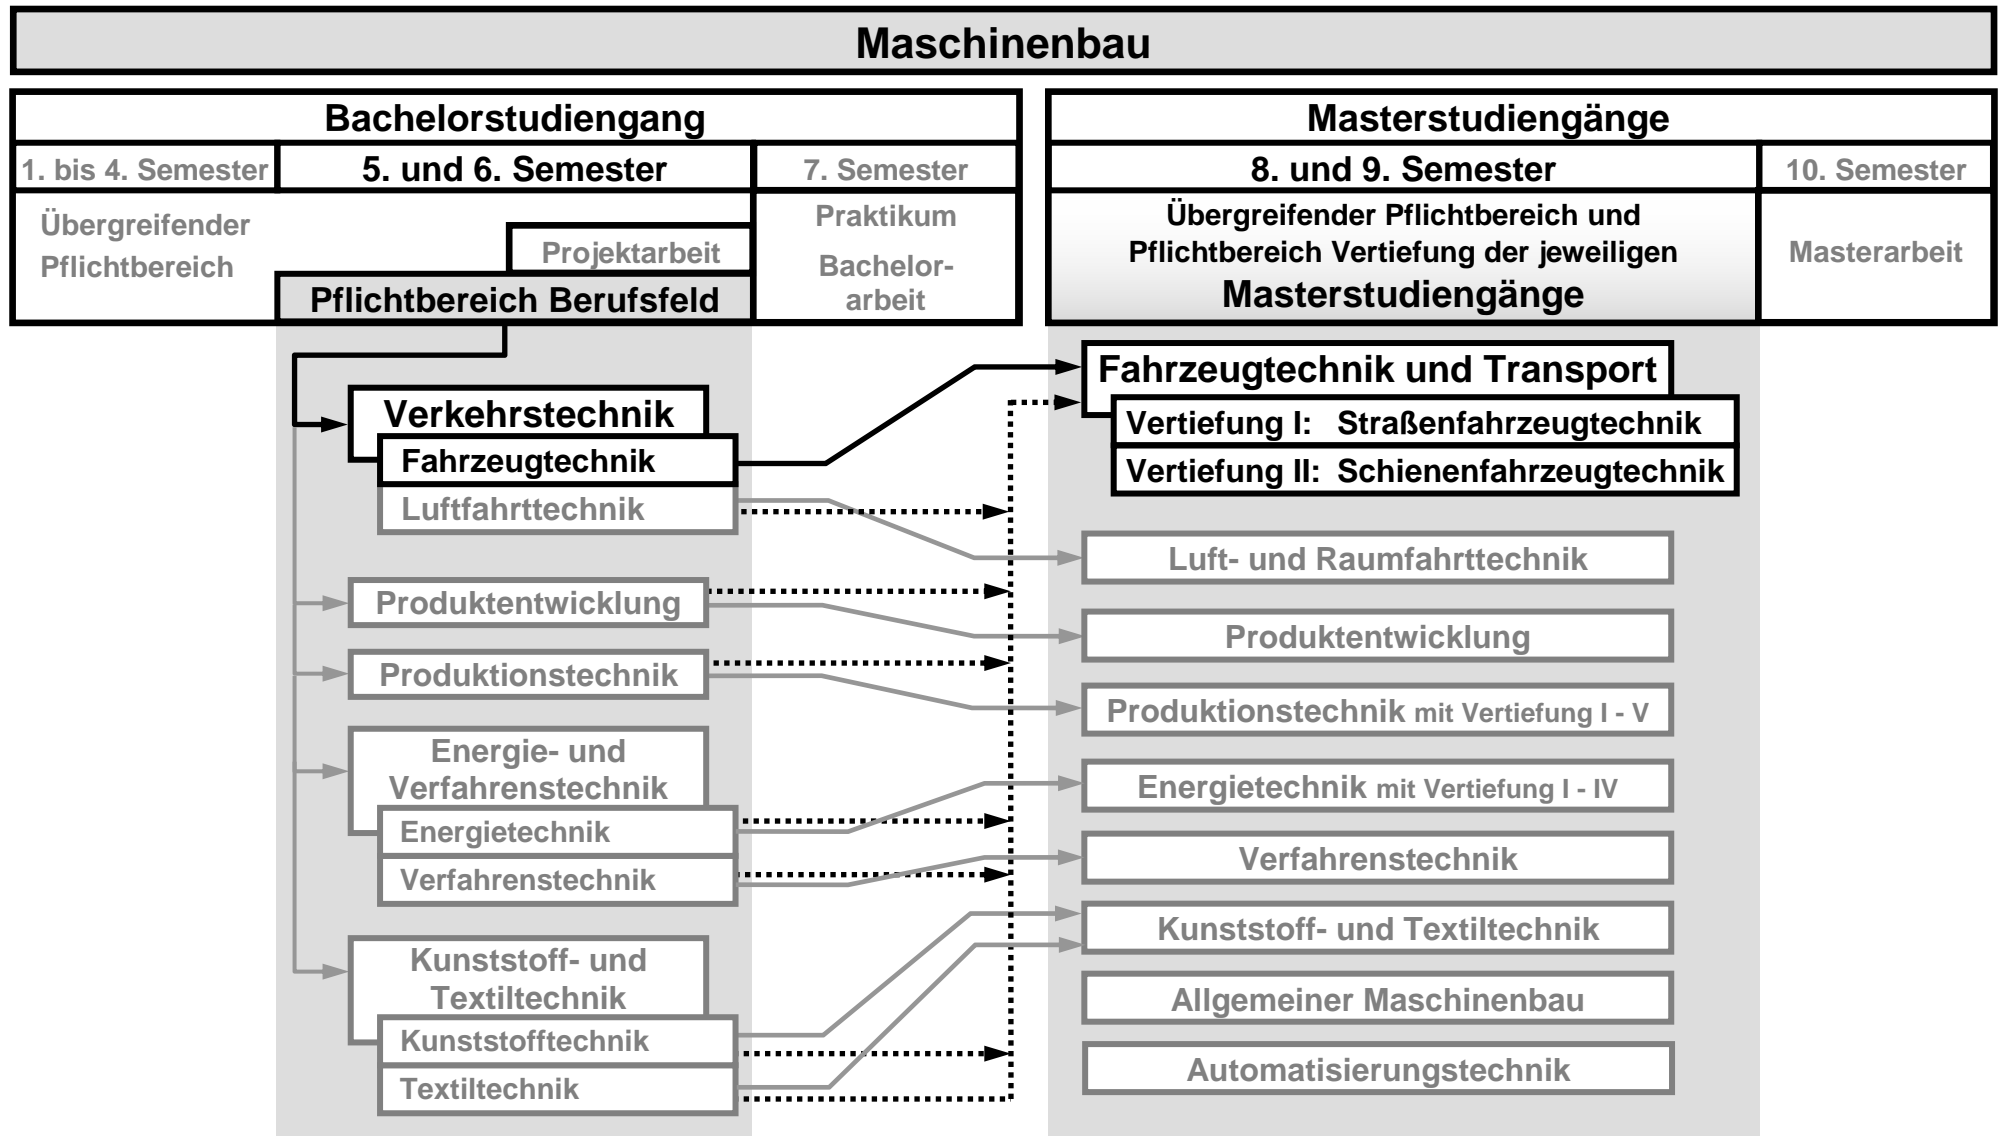 Maschinenbau
Bachelorstudiengang
1. bis 4. Semester
5. und 6. Semester
7. Semester
Übergreifender
Pflichtbereich
Projektarbeit
Pflichtbereich Berufsfeld
Praktikum
Bachelor-
arbeit
Masterstudiengänge
8. und 9. Semester
10. Semester
Übergreifender Pflichtbereich und
Pflichtbereich Vertiefung der jeweiligen
Masterstudiengänge
Masterarbeit
Verkehrstechnik
Fahrzeugtechnik
Luftfahrttechnik
Produktentwicklung
Produktionstechnik
Energie- und
Verfahrenstechnik
Energietechnik
Verfahrenstechnik
Kunststoff- und
Textiltechnik
Kunststofftechnik
Textiltechnik
Fahrzeugtechnik und Transport
Vertiefung I: Straßenfahrzeugtechnik
Vertiefung II: Schienenfahrzeugtechnik
Luft- und Raumfahrttechnik
Produktentwicklung
Produktionstechnik mit Vertiefung I - V
Energietechnik mit Vertiefung I - IV
Verfahrenstechnik
Kunststoff- und Textiltechnik
Allgemeiner Maschinenbau
Automatisierungstechnik